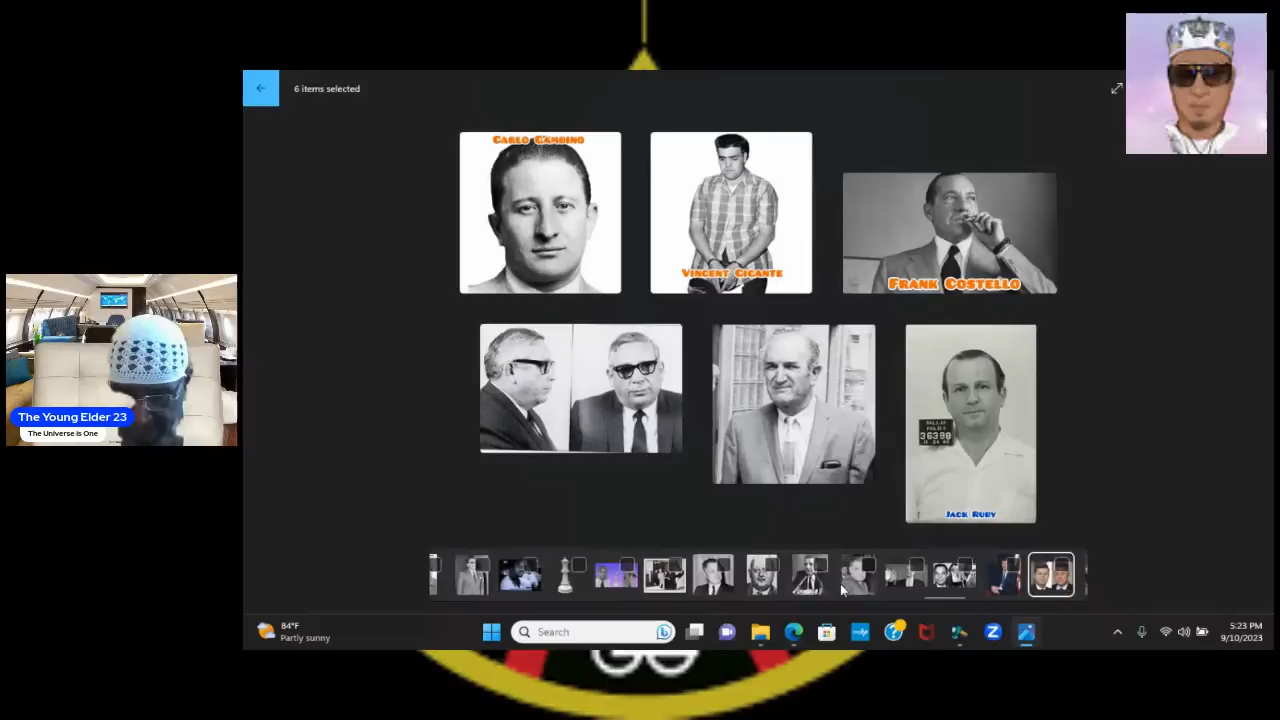 6 items selected
CARLO GAMBINO
VINCENT GIGANTE
FRANK COSTELLO
DALLAS
POLICE
36398
JACK RUBY
The Young Elder 23
The Universe is One
84°F
Partly sunny
Search
5:23 PM
9/10/2023